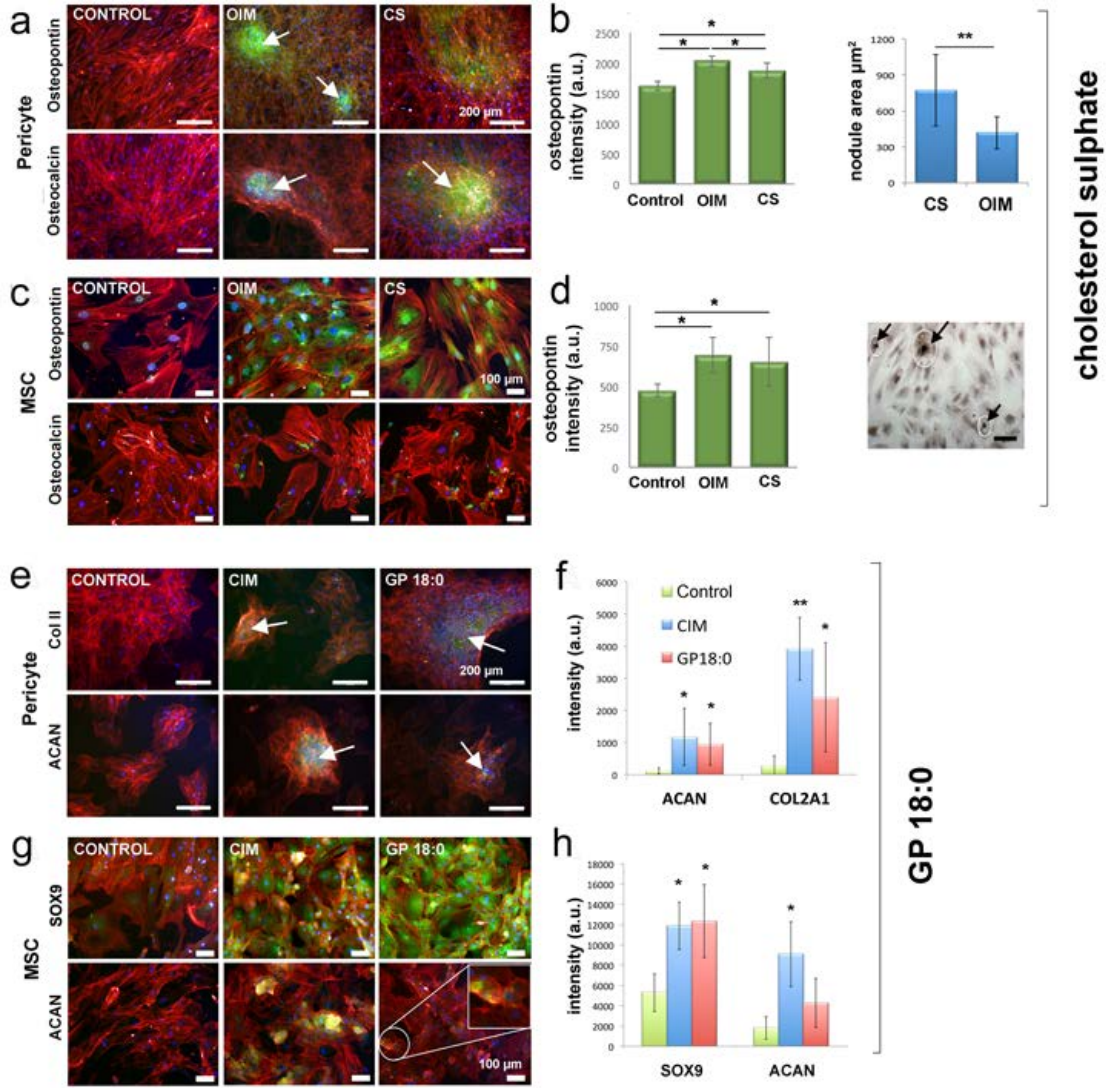 a
Pericyte
Osteopontin
Osteocalcin
CONTROL
OIM
CS
200 µm
b
osteopontin
intensity (a.u.)
2500
2000
1500
1000
500
0
*
* *
Control OIM CS
nodule area µm²
1200
900
600
300
0
**
CS OIM
cholesterol sulphate
c
MSC
Osteopontin
Osteocalcin
CONTROL
OIM
CS
100 µm
d
osteopontin
intensity (a.u.)
1000
750
500
250
0
*
*
Control OIM CS
e
Pericyte
Col II
ACAN
CONTROL
CIM
GP 18:0
200 µm
f
intensity (a.u.)
6000
5000
4000
3000
2000
1000
0
Control
CIM
GP18:0
* *
** *
ACAN COL2A1
GP 18:0
g
MSC
SOX9
ACAN
CONTROL
CIM
GP 18:0
100 µm
h
intensity (a.u.)
18000
16000
14000
12000
10000
8000
6000
4000
2000
0
* *
*
SOX9 ACAN